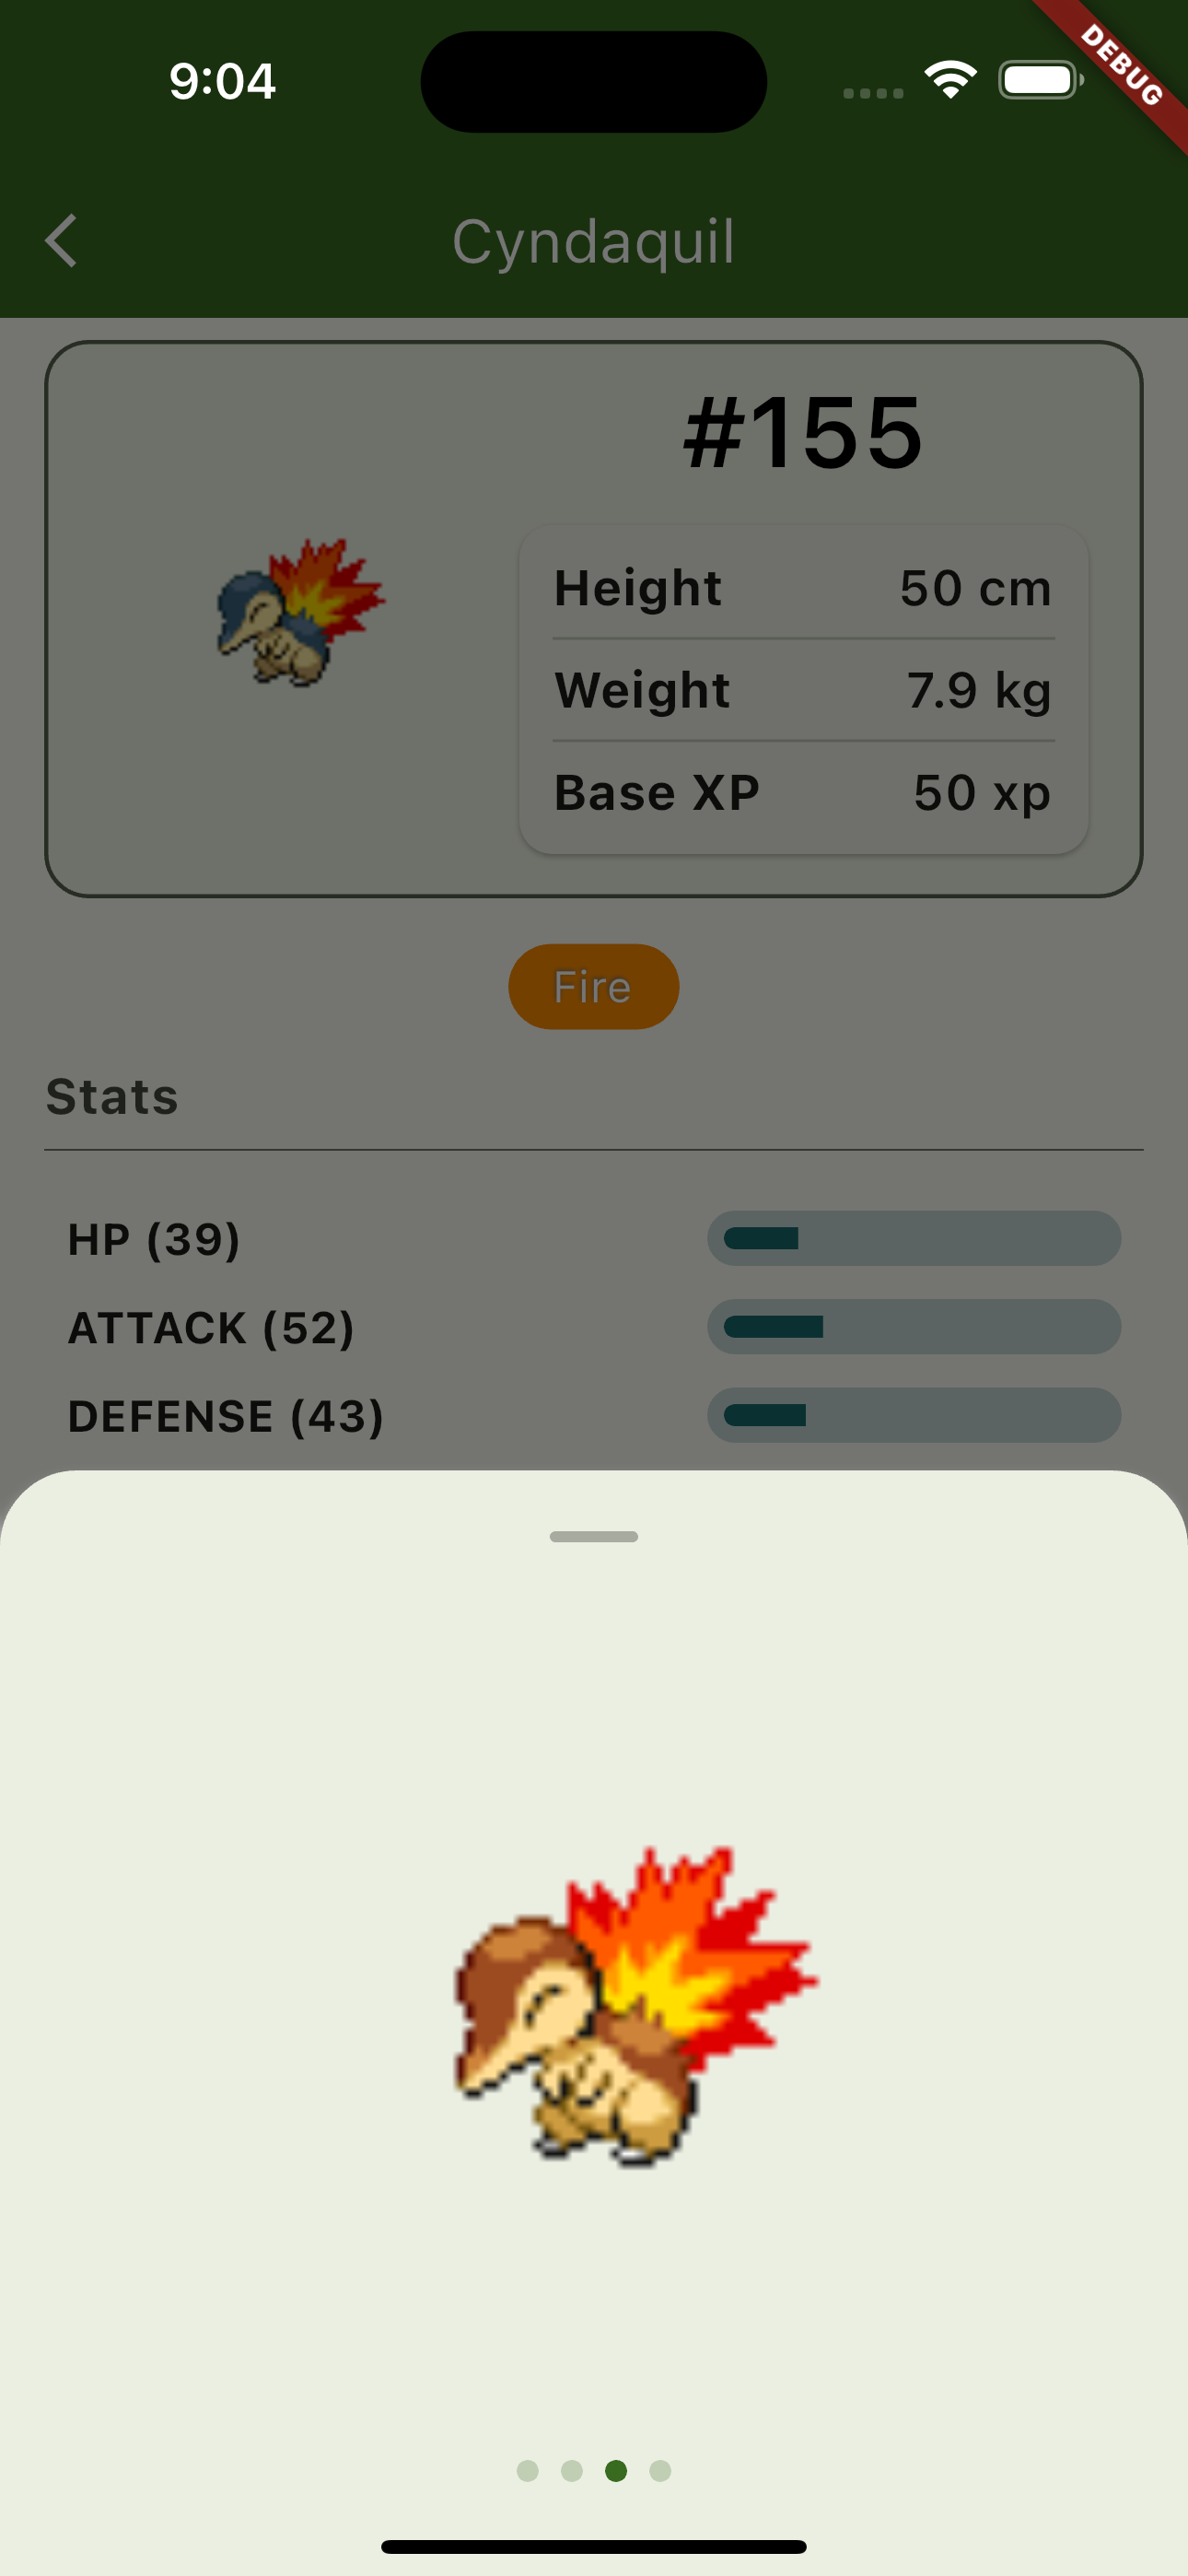 9:04
DEBUG
Cyndaquil
#155
Height 50 cm
Weight 7.9 kg
Base XP 50 xp
Fire
Stats
HP (39)
ATTACK (52)
DEFENSE (43)